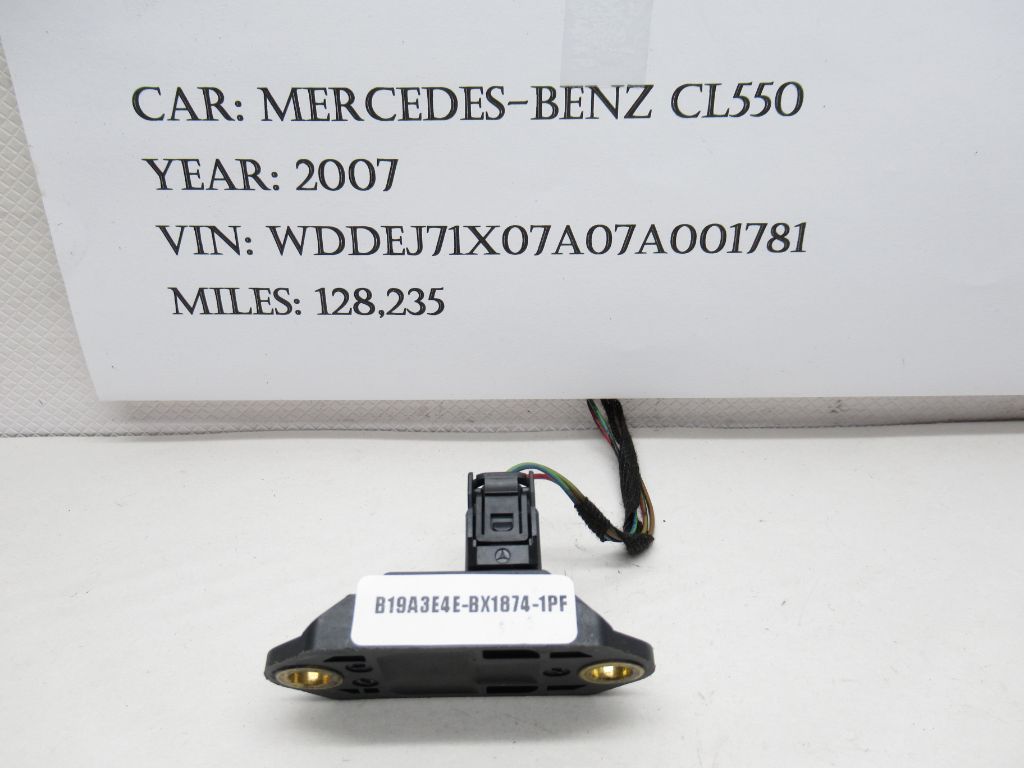 CAR: MERCEDES-BENZ CL550
YEAR: 2007
VIN: WDDEJ71X07A07A001781
MILES: 128,235
B19A3E4E-BX1874-1PF